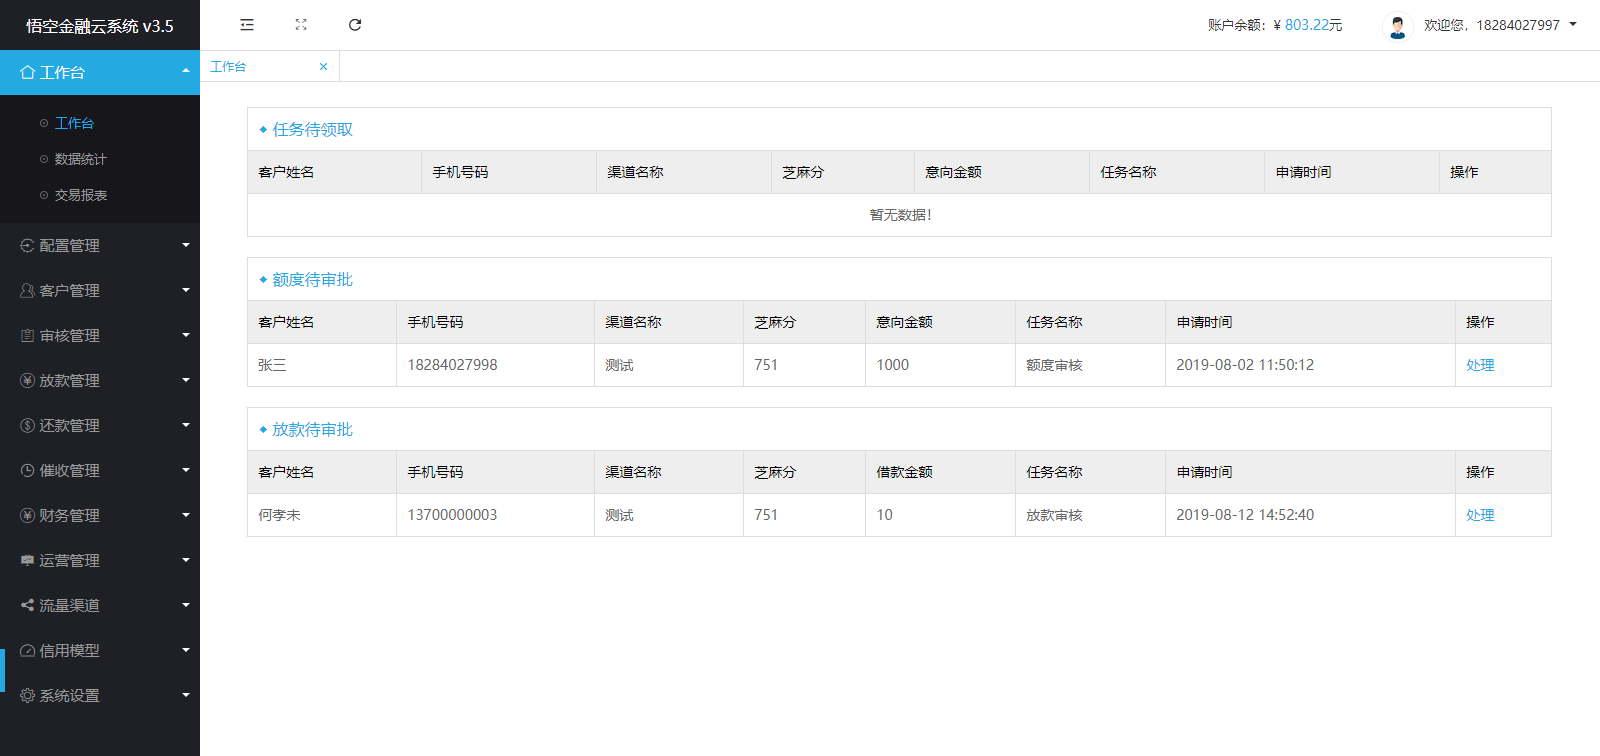 悟空金融云系统 v3.5
账户余额：¥ 803.22元
欢迎您，18284027997
工作台
工作台
数据统计
交易报表
配置管理
客户管理
审核管理
放款管理
还款管理
催收管理
财务管理
运营管理
流量渠道
信用模型
系统设置
工作台
任务待领取
客户姓名 手机号码 渠道名称 芝麻分 意向金额 任务名称 申请时间 操作
暂无数据！
额度待审批
客户姓名 手机号码 渠道名称 芝麻分 意向金额 任务名称 申请时间 操作
张三 18284027998 测试 751 1000 额度审核 2019-08-02 11:50:12 处理
放款待审批
客户姓名 手机号码 渠道名称 芝麻分 借款金额 任务名称 申请时间 操作
何孝未 13700000003 测试 751 10 放款审核 2019-08-12 14:52:40 处理